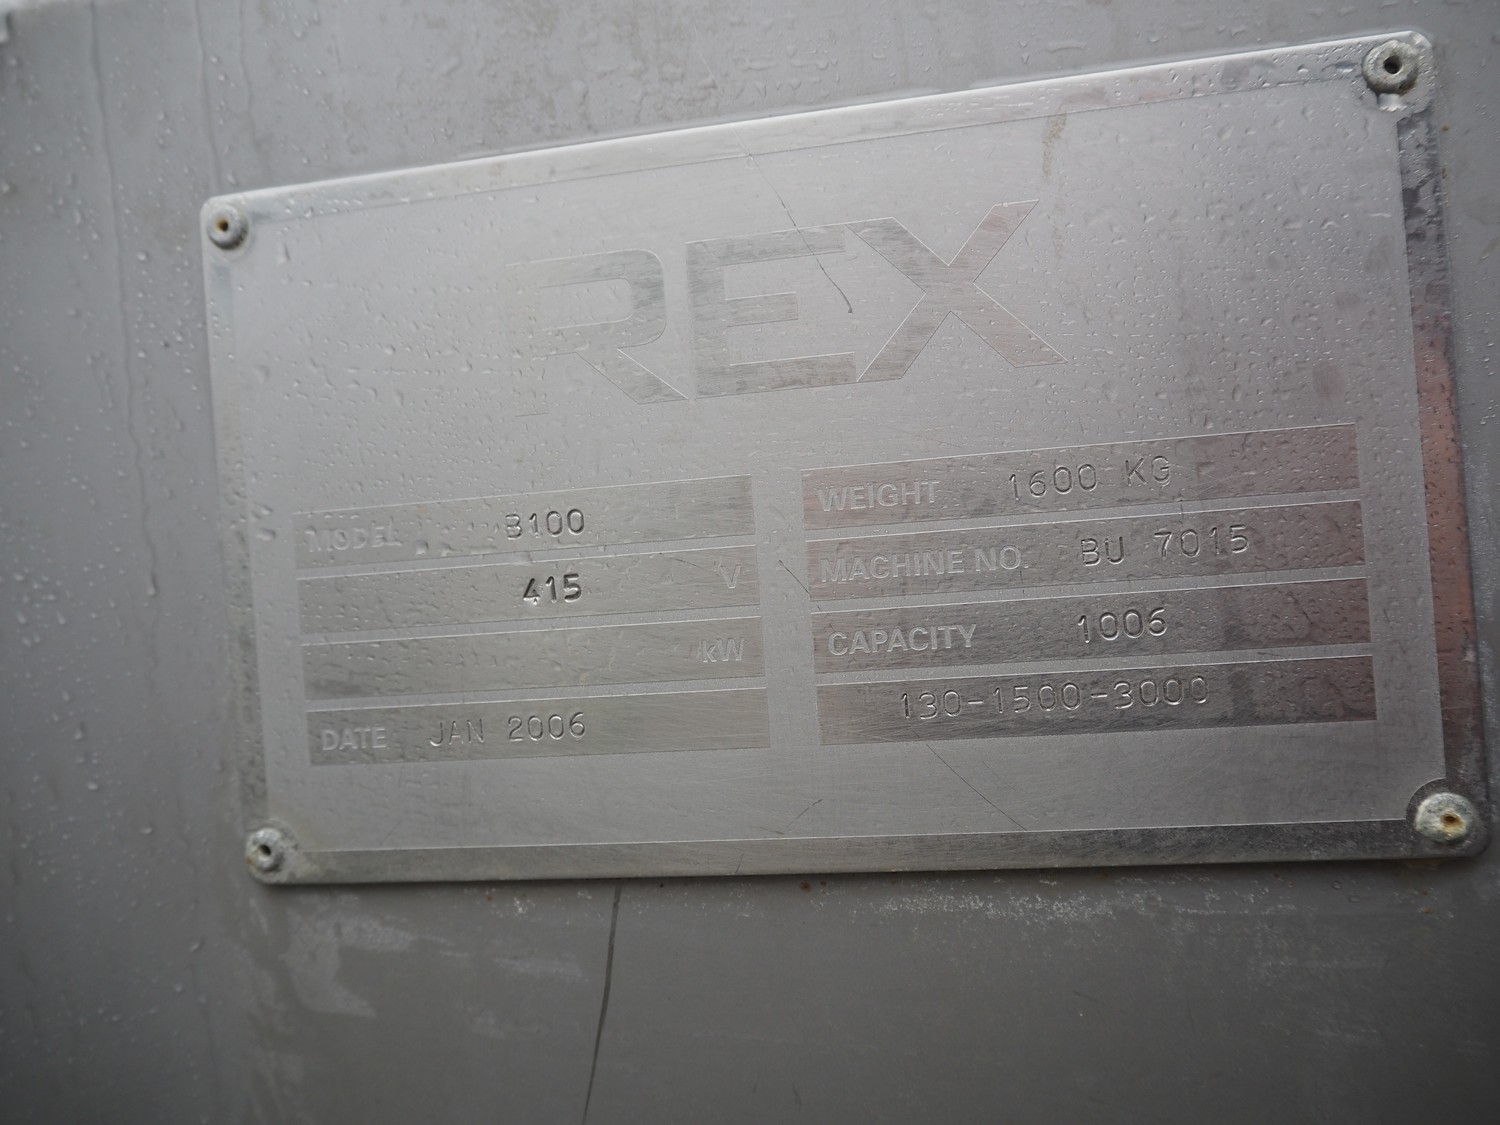 REX
MODEL B100
415 V
kW
DATE JAN 2006
WEIGHT 1600 KG
MACHINE NO. BU 7015
CAPACITY 1006
130-1500-3000